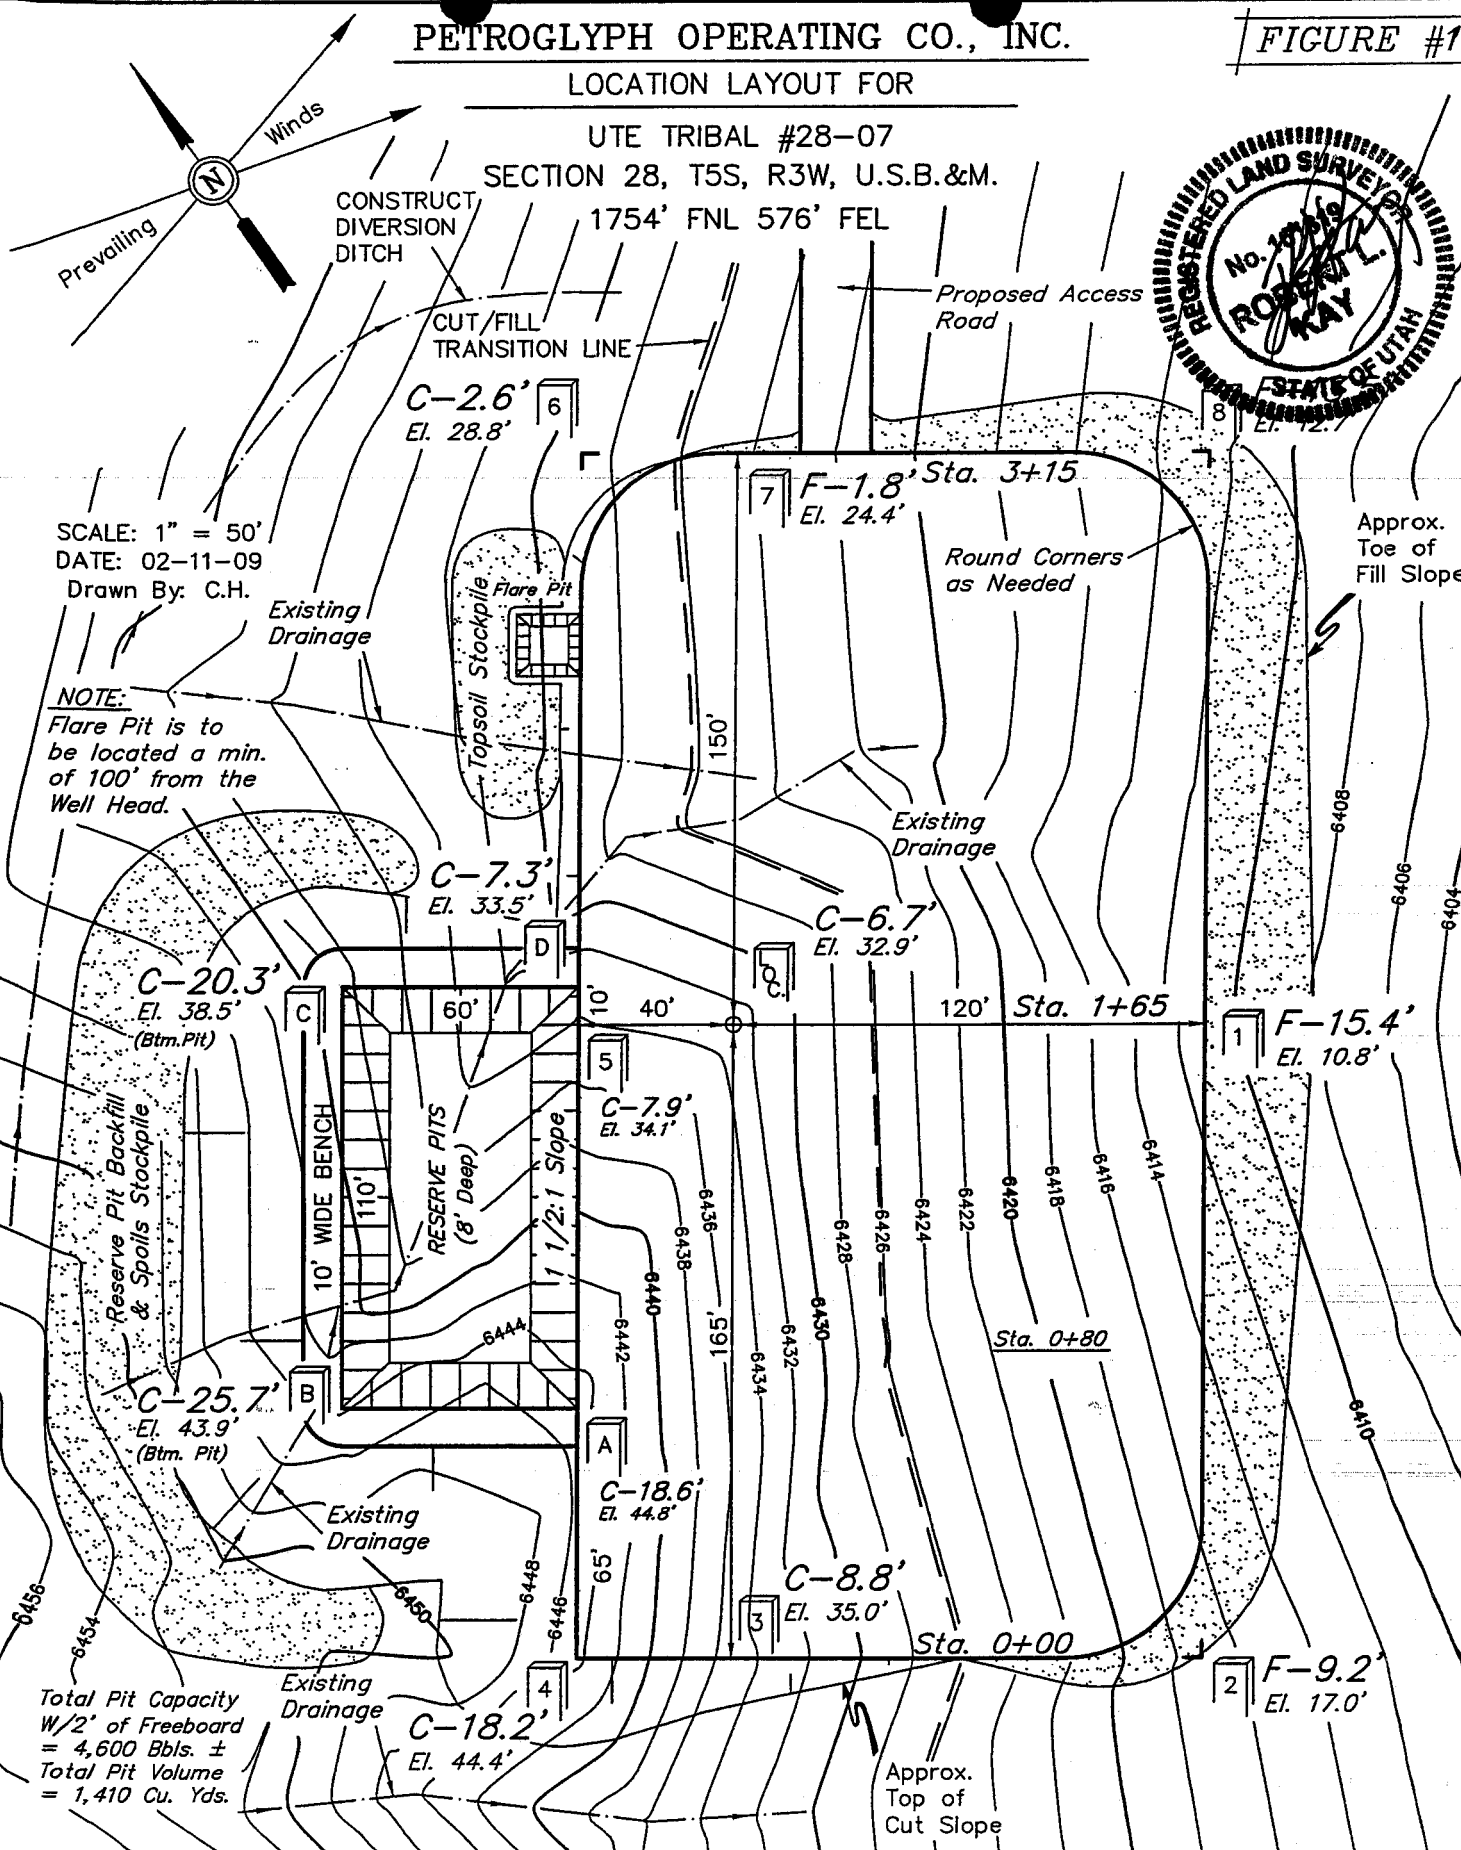 PETROGLYPH OPERATING CO., INC.
FIGURE #1
LOCATION LAYOUT FOR
UTE TRIBAL #28-07
SECTION 28, T5S, R3W, U.S.B.&M.
1754' FNL 576' FEL
Winds
N
Prevailing
CONSTRUCT
DIVERSION
DITCH
CUT/FILL
TRANSITION LINE
Proposed Access
Road
REGISTERED LAND SURVEYOR
No.
ROBERT L.
KAY
STATE OF UTAH
C-2.6'
El. 28.8'
6
8
El. 12.7'
7
F-1.8'
El. 24.4'
Sta. 3+15
SCALE: 1" = 50'
DATE: 02-11-09
Drawn By: C.H.
Approx.
Toe of
Fill Slope
Round Corners
as Needed
Existing
Drainage
Flare Pit
Topsoil Stockpile
NOTE:
Flare Pit is to
be located a min.
of 100' from the
Well Head.
150'
Existing
Drainage
6408
6406
6404
C-7.3'
El. 33.5'
D
C-6.7'
El. 32.9'
LOC.
C-20.3'
El. 38.5'
(Btm.Pit)
C
60'
10'
40'
120'
Sta. 1+65
1
F-15.4'
El. 10.8'
5
C-7.9'
El. 34.1'
Reserve Pit Backfill
& Spoils Stockpile
10' WIDE BENCH
110'
RESERVE PITS
(8' Deep)
1 1/2:1 Slope
6436
6438
6440
6442
6444
165'
6434
6432
6430
6428
6426
6424
6422
6420
6418
6416
6414
6410
Sta. 0+80
C-25.7'
El. 43.9'
(Btm. Pit)
B
A
C-18.6'
El. 44.8'
Existing
Drainage
65'
6448
6446
6450
6456
6454
C-8.8'
El. 35.0'
3
Sta. 0+00
2
F-9.2'
El. 17.0'
4
C-18.2'
El. 44.4'
Existing
Drainage
Total Pit Capacity
W/2' of Freeboard
= 4,600 Bbls. ±
Total Pit Volume
= 1,410 Cu. Yds.
Approx.
Top of
Cut Slope